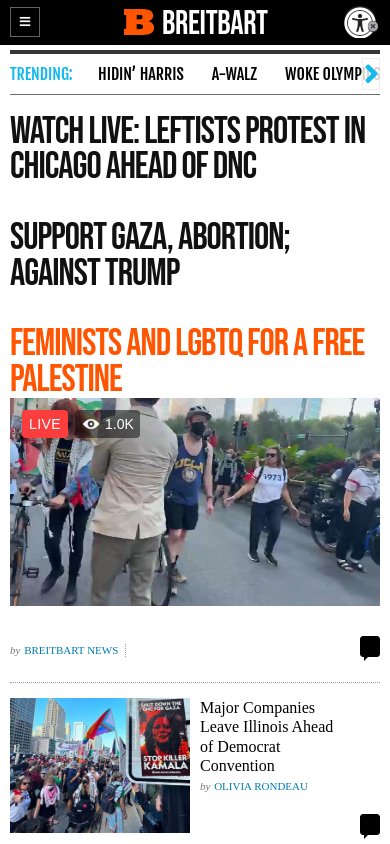 BREITBART
TRENDING: HIDIN' HARRIS A-WALZ WOKE OLYMP
WATCH LIVE: LEFTISTS PROTEST IN
CHICAGO AHEAD OF DNC
SUPPORT GAZA, ABORTION;
AGAINST TRUMP
FEMINISTS AND LGBTQ FOR A FREE
PALESTINE
LIVE 1.0K
UCLA
1973
by BREITBART NEWS
SHUT DOWN
THE DNC FOR GAZA!
STOP KILLER
KAMALA
Major Companies
Leave Illinois Ahead
of Democrat
Convention
by OLIVIA RONDEAU